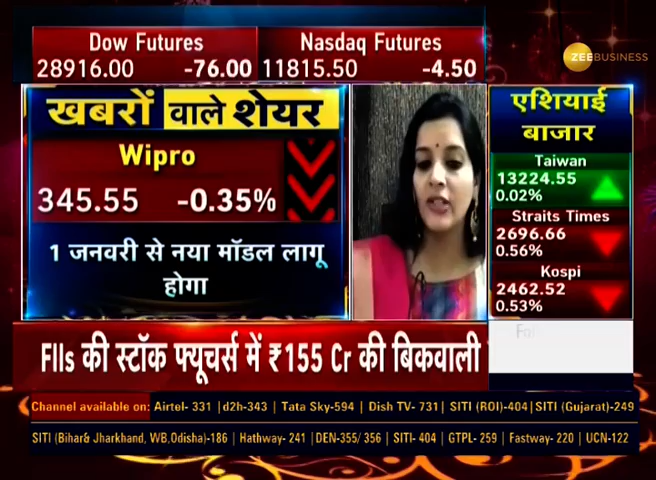 Dow Futures
28916.00 -76.00
Nasdaq Futures
11815.50 -4.50
ZEE BUSINESS
खबरों वाले शेयर
Wipro
345.55 -0.35%
1 जनवरी से नया मॉडल लागू
होगा
एशियाई
बाजार
Taiwan
13224.55
0.02%
Straits Times
2696.66
0.56%
Kospi
2462.52
0.53%
FIIs की स्टॉक फ्यूचर्स में ₹155 Cr की बिकवाली
Channel available on: Airtel- 331 |d2h-343 | Tata Sky-594 | Dish TV- 731| SITI (ROI)-404|SITI (Gujarat)-249
SITI (Bihar& Jharkhand, WB,Odisha)-186 | Hathway- 241 |DEN-355/ 356 | SITI- 404 | GTPL- 259 | Fastway- 220 | UCN-122